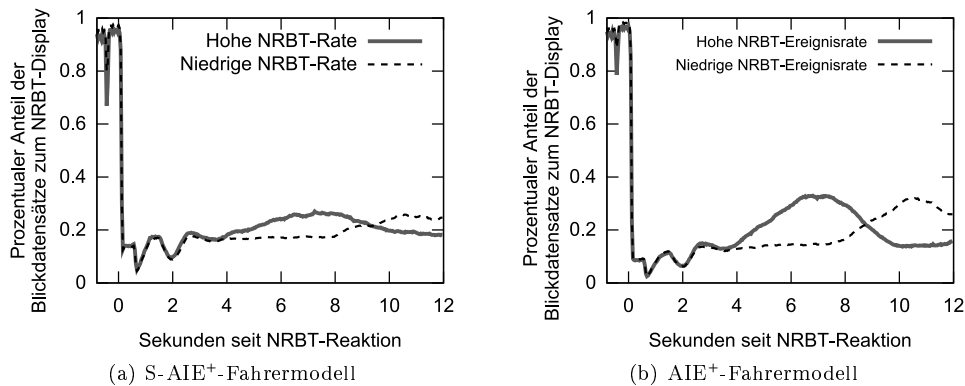 Prozentualer Anteil der
Blickdatensätze zum NRBT-Display
1
0.8
0.6
0.4
0.2
0
Hohe NRBT-Rate
Niedrige NRBT-Rate
0 2 4 6 8 10 12
Sekunden seit NRBT-Reaktion
(a) S-AIE⁺-Fahrermodell
Prozentualer Anteil der
Blickdatensätze zum NRBT-Display
1
0.8
0.6
0.4
0.2
0
Hohe NRBT-Ereignisrate
Niedrige NRBT-Ereignisrate
0 2 4 6 8 10 12
Sekunden seit NRBT-Reaktion
(b) AIE⁺-Fahrermodell